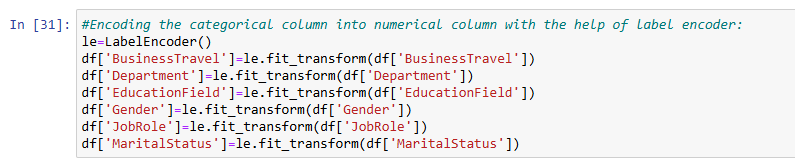 In [31]: #Encoding the categorical column into numerical column with the help of label encoder:
le=LabelEncoder()
df['BusinessTravel']=le.fit_transform(df['BusinessTravel'])
df['Department']=le.fit_transform(df['Department'])
df['EducationField']=le.fit_transform(df['EducationField'])
df['Gender']=le.fit_transform(df['Gender'])
df['JobRole']=le.fit_transform(df['JobRole'])
df['MaritalStatus']=le.fit_transform(df['MaritalStatus'])